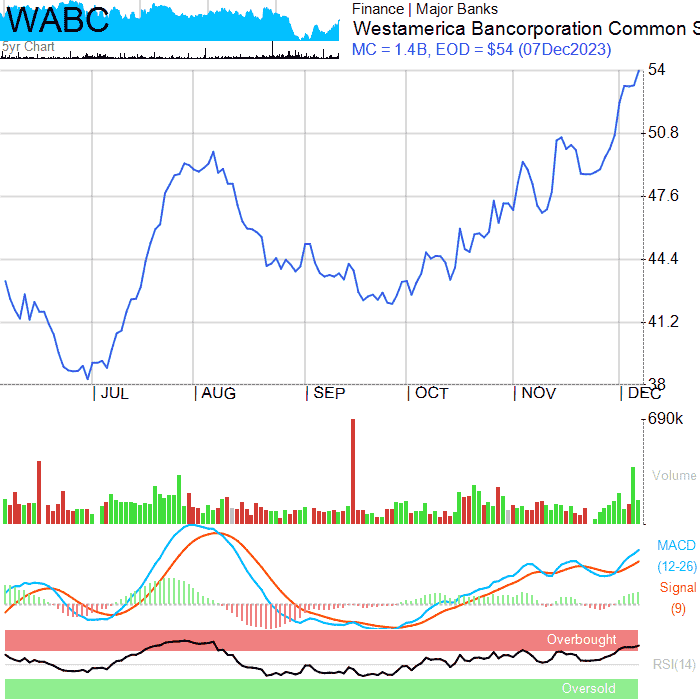 WABC
5yr Chart
Finance | Major Banks
Westamerica Bancorporation Common S
MC = 1.4B, EOD = $54 (07Dec2023)
54
50.8
47.6
44.4
41.2
38
JUL AUG SEP OCT NOV DEC
690k
Volume
MACD
(12-26)
Signal
(9)
Overbought
RSI(14)
Oversold